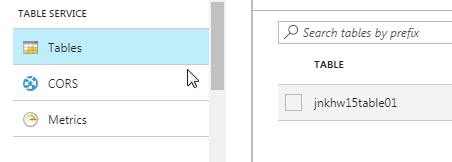 TABLE SERVICE
Tables
CORS
Metrics
Search tables by prefix
TABLE
jnkhw15table01